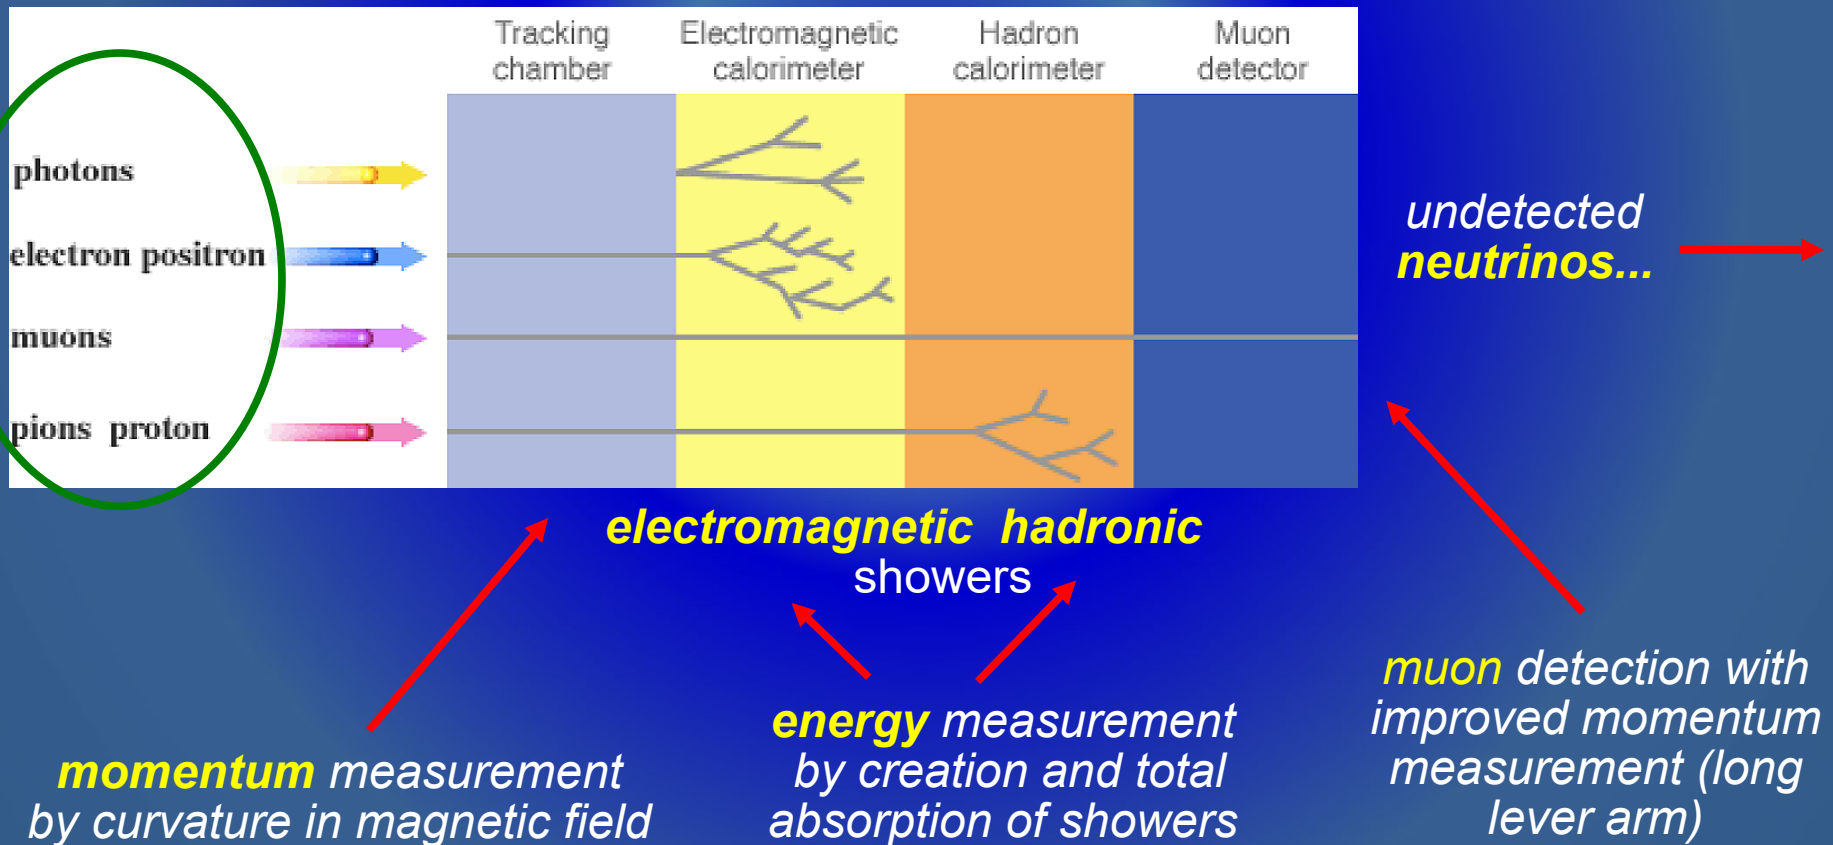 Tracking
chamber
Electromagnetic
calorimeter
Hadron
calorimeter
Muon
detector
photons
electron positron
muons
pions proton
undetected
neutrinos...
electromagnetic hadronic
showers
momentum measurement
by curvature in magnetic field
energy measurement
by creation and total
absorption of showers
muon detection with
improved momentum
measurement (long
lever arm)